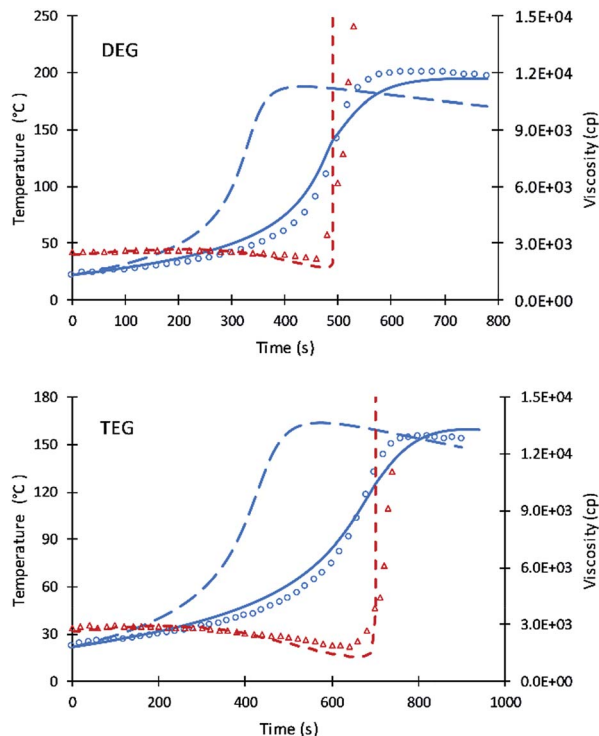 DEG
250
200
150
100
50
0
Temperature (°C)
1.5E+04
1.2E+04
9.0E+03
6.0E+03
3.0E+03
0.0E+00
Viscosity (cp)
0 100 200 300 400 500 600 700 800
Time (s)
TEG
180
150
120
90
60
30
0
Temperature (°C)
1.5E+04
1.2E+04
9.0E+03
6.0E+03
3.0E+03
0.0E+00
Viscosity (cp)
0 200 400 600 800 1000
Time (s)